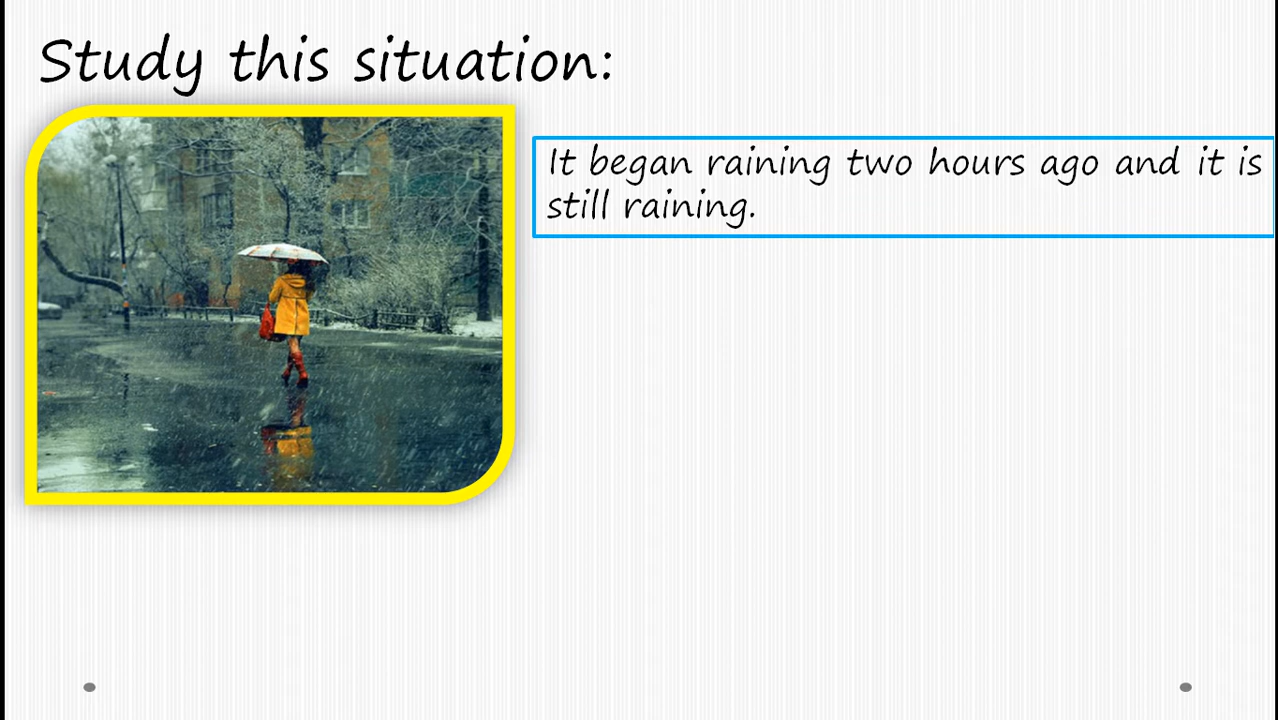 Study this situation:
It began raining two hours ago and it is
still raining.